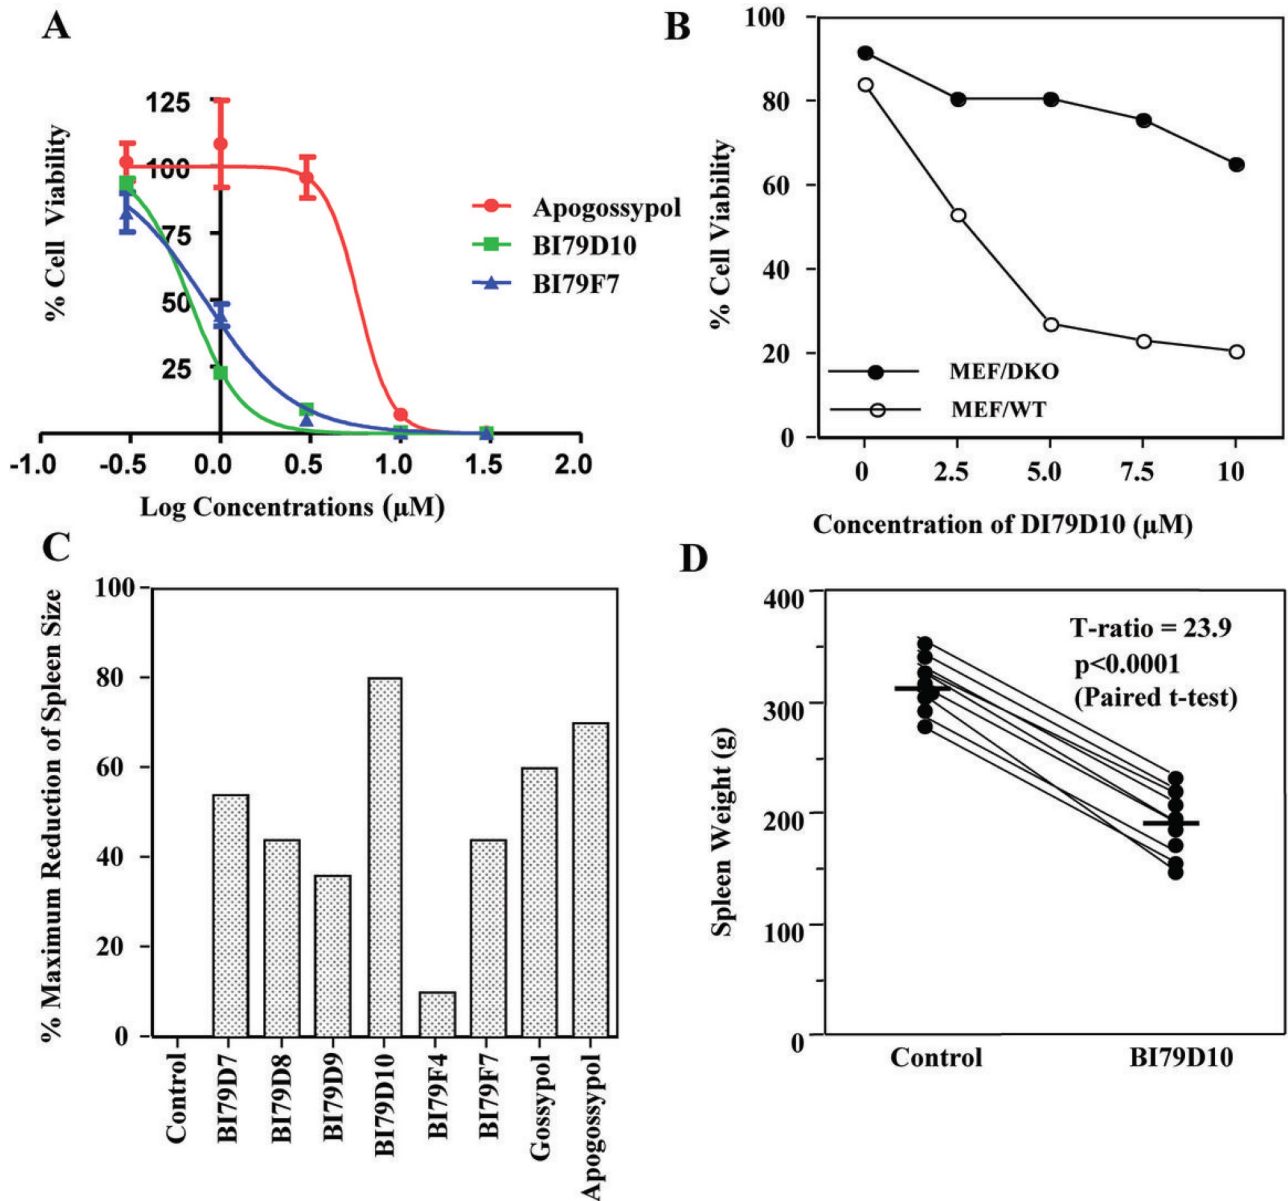 A
% Cell Viability
125
100
75
50
25
-1.0 -0.5 0.0 0.5 1.0 1.5 2.0
Log Concentrations (µM)
Apogossypol
BI79D10
BI79F7
B
% Cell Viability
100
80
60
40
20
0
MEF/DKO
MEF/WT
0 2.5 5.0 7.5 10
Concentration of DI79D10 (µM)
C
% Maximum Reduction of Spleen Size
100
80
60
40
20
0
Control
BI79D7
BI79D8
BI79D9
BI79D10
BI79F4
BI79F7
Gossypol
Apogossypol
D
Spleen Weight (g)
400
300
200
100
0
T-ratio = 23.9
p<0.0001
(Paired t-test)
Control BI79D10